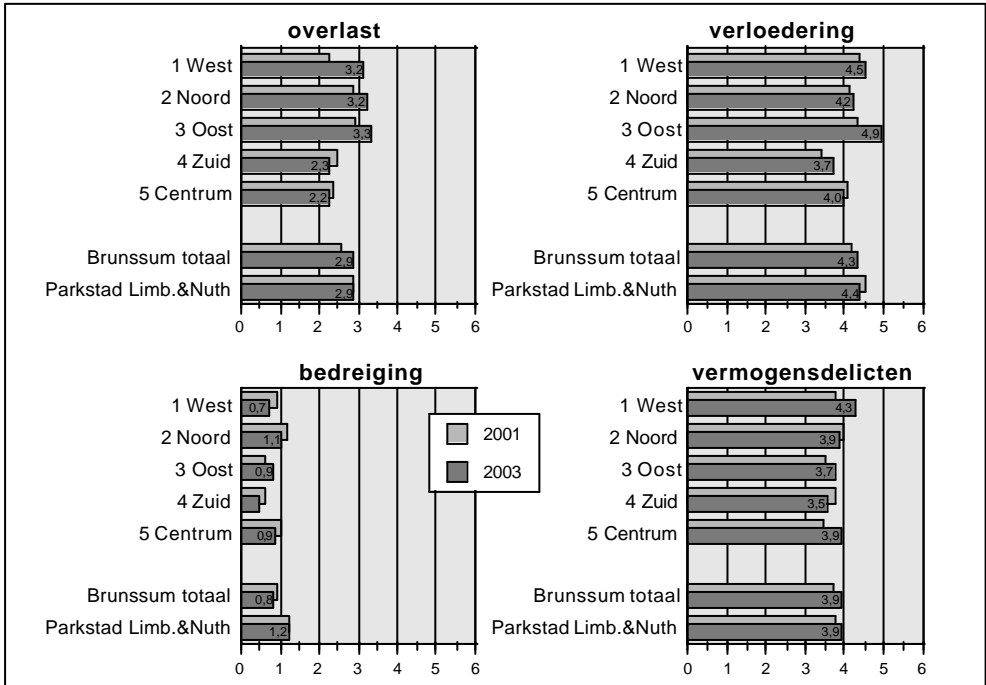 overlast
1 West 3,2
2 Noord 3,2
3 Oost 3,3
4 Zuid 2,3
5 Centrum 2,2
Brunssum totaal 2,9
Parkstad Limb.&Nuth 2,9
0 1 2 3 4 5 6
verloedering
1 West 4,5
2 Noord 4,2
3 Oost 4,9
4 Zuid 3,7
5 Centrum 4,0
Brunssum totaal 4,3
Parkstad Limb.&Nuth 4,4
0 1 2 3 4 5 6
bedreiging
1 West 0,7
2 Noord 1,1
3 Oost 0,9
4 Zuid
5 Centrum 0,9
Brunssum totaal 0,8
Parkstad Limb.&Nuth 1,2
0 1 2 3 4 5 6
2001
2003
vermogensdelicten
1 West 4,3
2 Noord 3,9
3 Oost 3,7
4 Zuid 3,5
5 Centrum 3,9
Brunssum totaal 3,9
Parkstad Limb.&Nuth 3,9
0 1 2 3 4 5 6